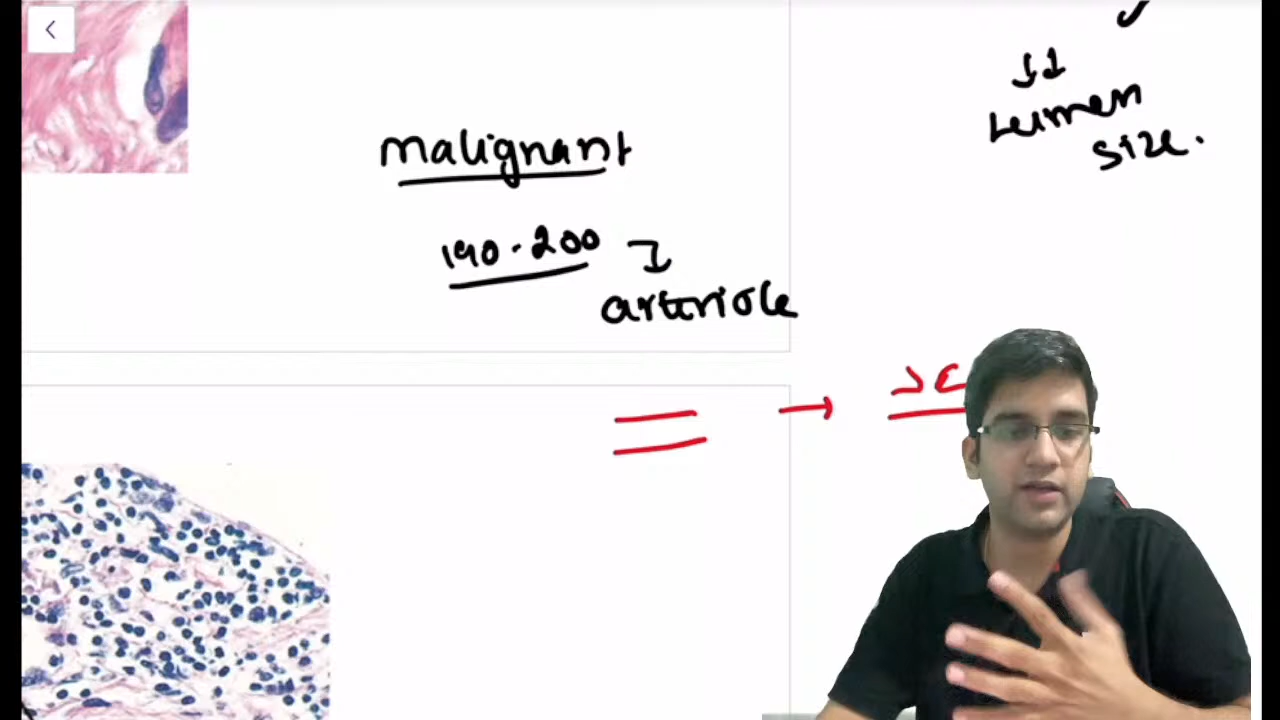 malignant
190-200
arteriole
↓↓
Lumen
size.